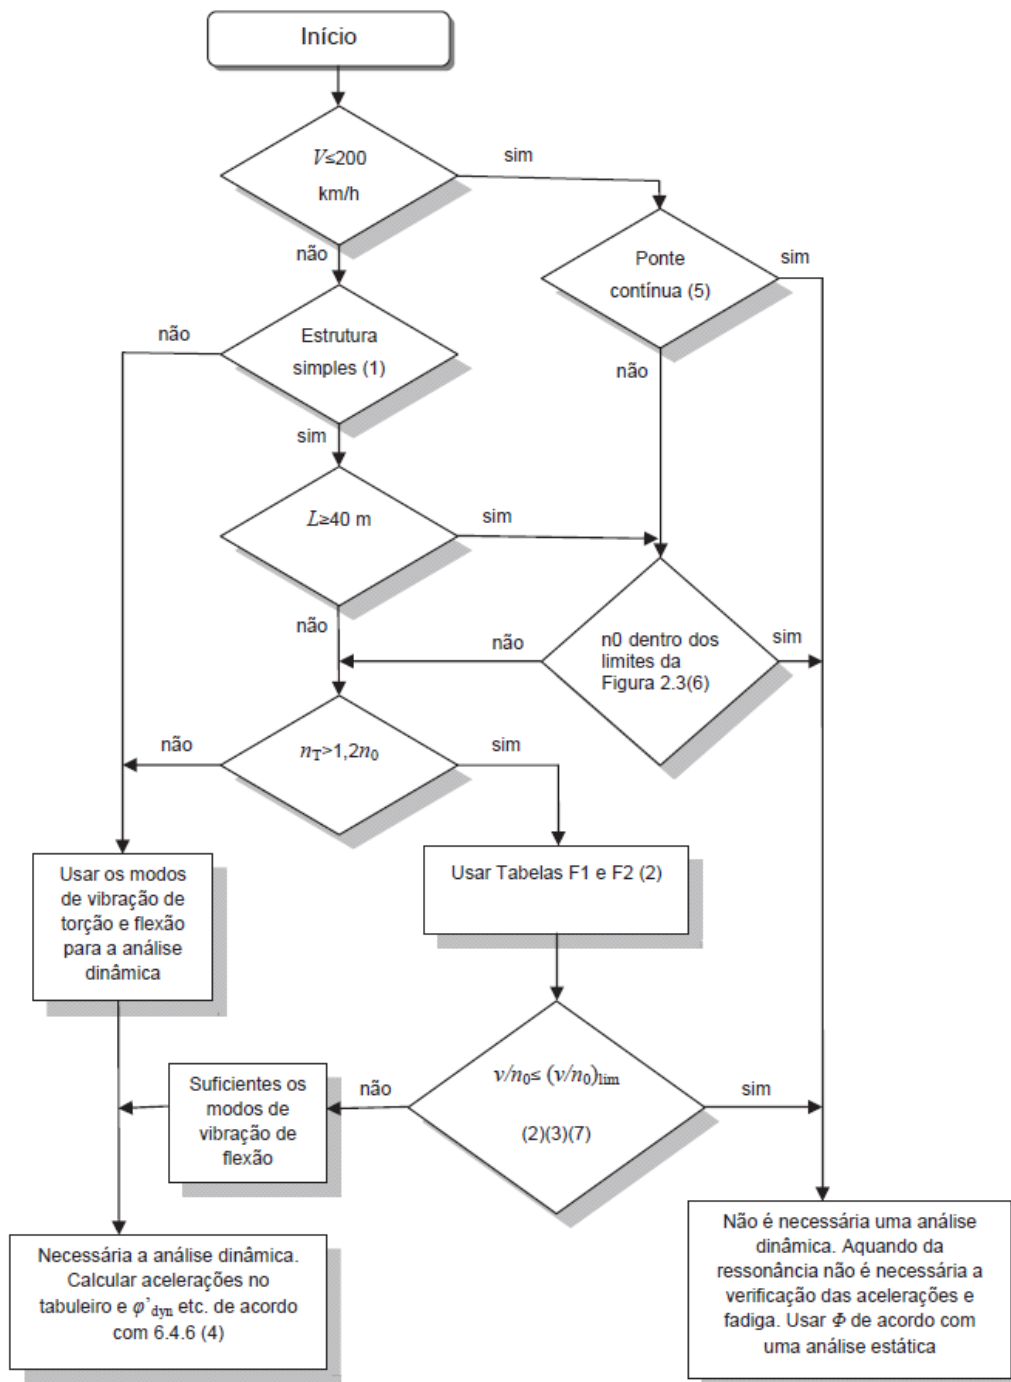 Início
V≤200
km/h
sim
não
Ponte
contínua (5)
sim
não
não
Estrutura
simples (1)
sim
L≥40 m
sim
não
não
n0 dentro dos
limites da
Figura 2.3(6)
sim
não
nT>1,2n0
sim
Usar os modos
de vibração de
torção e flexão
para a análise
dinâmica
Usar Tabelas F1 e F2 (2)
v/n0≤ (v/n0)lim
(2)(3)(7)
não
sim
Suficientes os
modos de
vibração de
flexão
Necessária a análise dinâmica.
Calcular acelerações no
tabuleiro e φ’dyn etc. de acordo
com 6.4.6 (4)
Não é necessária uma análise
dinâmica. Aquando da
ressonância não é necessária a
verificação das acelerações e
fadiga. Usar Φ de acordo com
uma análise estática